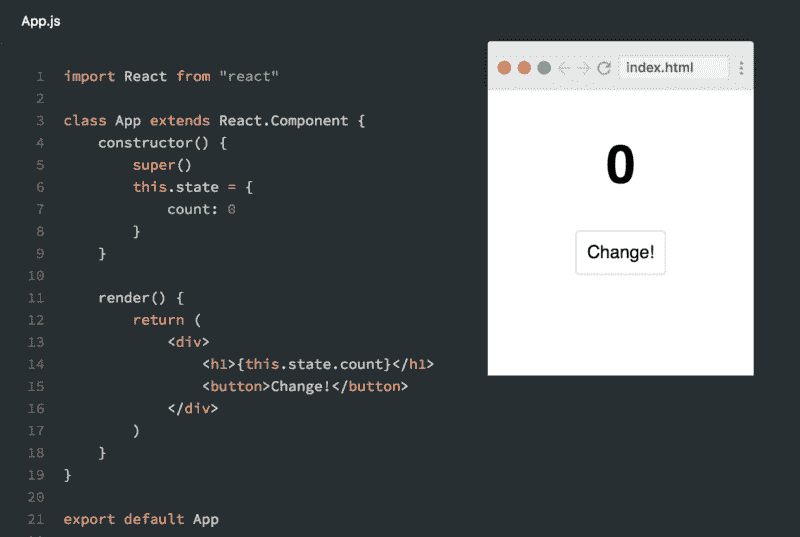 App.js
1 import React from "react"
2
3 class App extends React.Component {
4     constructor() {
5         super()
6         this.state = {
7             count: 0
8         }
9     }
10
11     render() {
12         return (
13             <div>
14                 <h1>{this.state.count}</h1>
15                 <button>Change!</button>
16             </div>
17         )
18     }
19 }
20
21 export default App
index.html
0
Change!